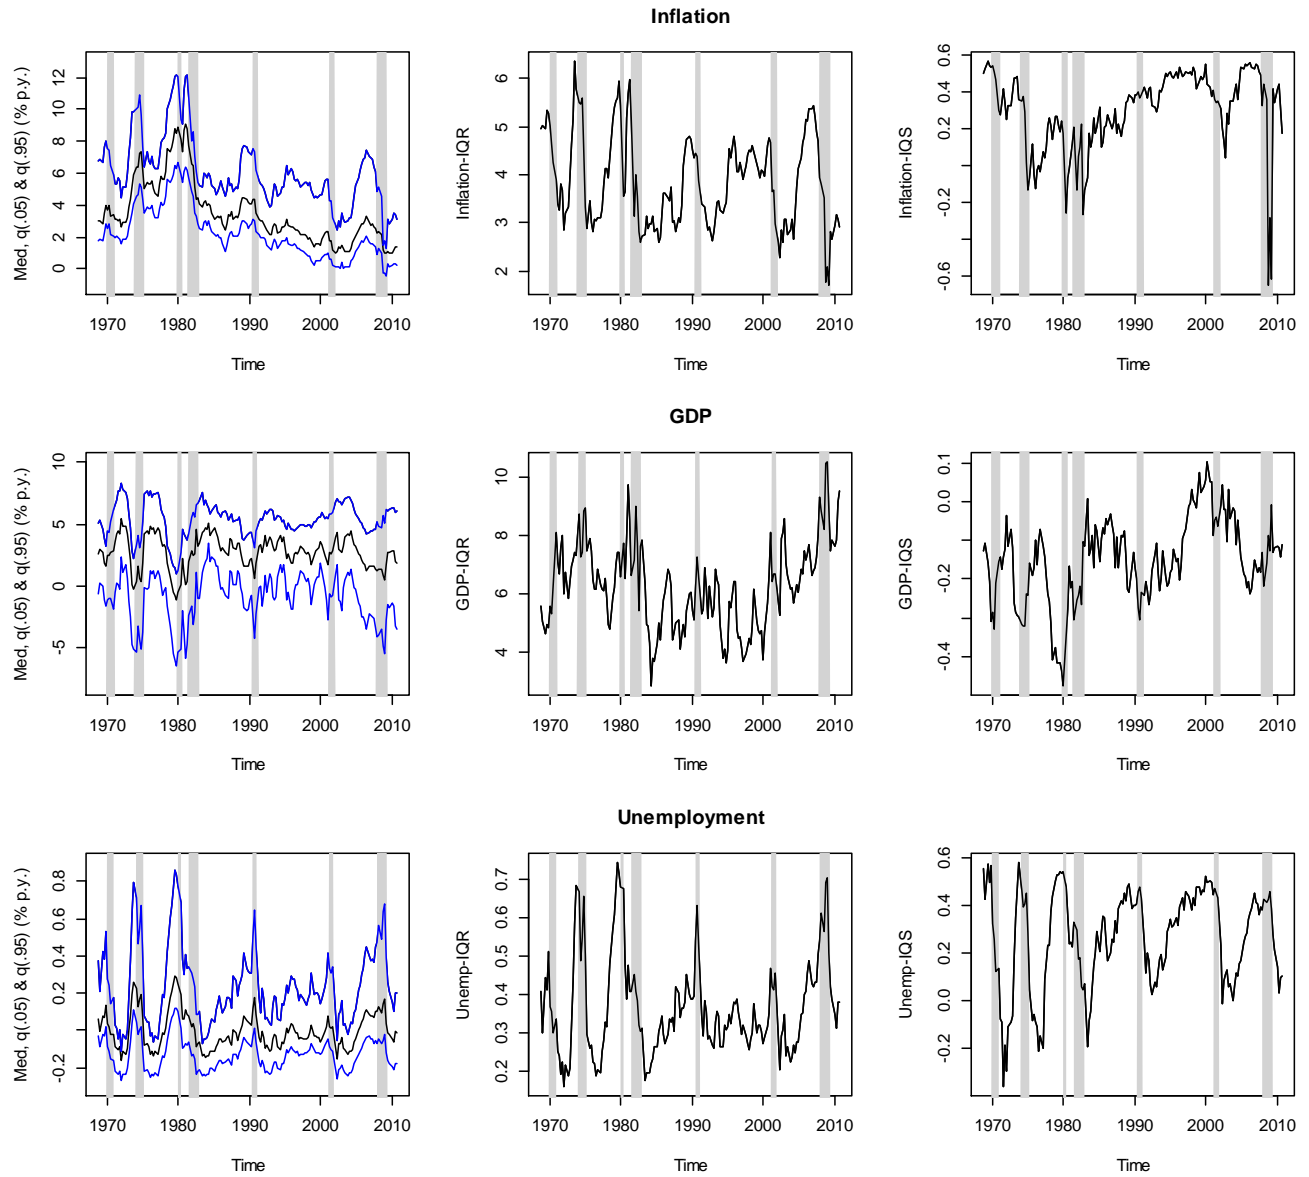 Inflation
Med, q(.05) & q(.95) (% p.y.)
0 2 4 6 8 10 12
1970 1980 1990 2000 2010
Time
Inflation-IQR
2 3 4 5 6
1970 1980 1990 2000 2010
Time
Inflation-IQS
-0.6 -0.2 0.2 0.6
1970 1980 1990 2000 2010
Time
GDP
Med, q(.05) & q(.95) (% p.y.)
-5 0 5 10
1970 1980 1990 2000 2010
Time
GDP-IQR
4 6 8 10
1970 1980 1990 2000 2010
Time
GDP-IQS
-0.4 -0.2 0.0 0.1
1970 1980 1990 2000 2010
Time
Unemployment
Med, q(.05) & q(.95) (% p.y.)
-0.2 0.2 0.4 0.6 0.8
1970 1980 1990 2000 2010
Time
Unemp-IQR
0.2 0.3 0.4 0.5 0.6 0.7
1970 1980 1990 2000 2010
Time
Unemp-IQS
-0.2 0.0 0.2 0.4 0.6
1970 1980 1990 2000 2010
Time